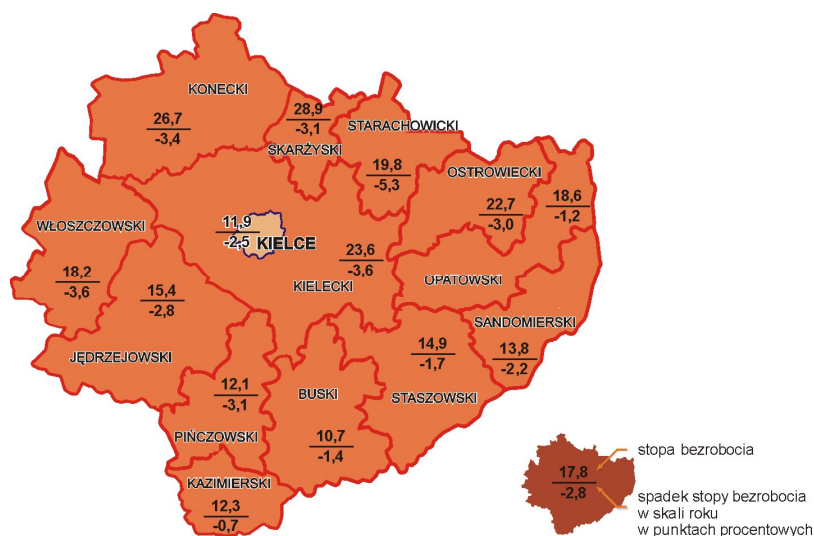 KONECKI
26,7
-3,4
28,9
-3,1
SKARŻYSKI
STARACHOWICKI
19,8
-5,3
OSTROWIECKI
22,7
-3,0
18,6
-1,2
WŁOSZCZOWSKI
18,2
-3,6
11,9
-2,5
KIELCE
23,6
-3,6
KIELECKI
OPATOWSKI
15,4
-2,8
JĘDRZEJOWSKI
SANDOMIERSKI
13,8
-2,2
14,9
-1,7
STASZOWSKI
12,1
-3,1
PIŃCZOWSKI
BUSKI
10,7
-1,4
KAZIMIERSKI
12,3
-0,7
17,8
-2,8
stopa bezrobocia
spadek stopy bezrobocia
w skali roku
w punktach procentowych